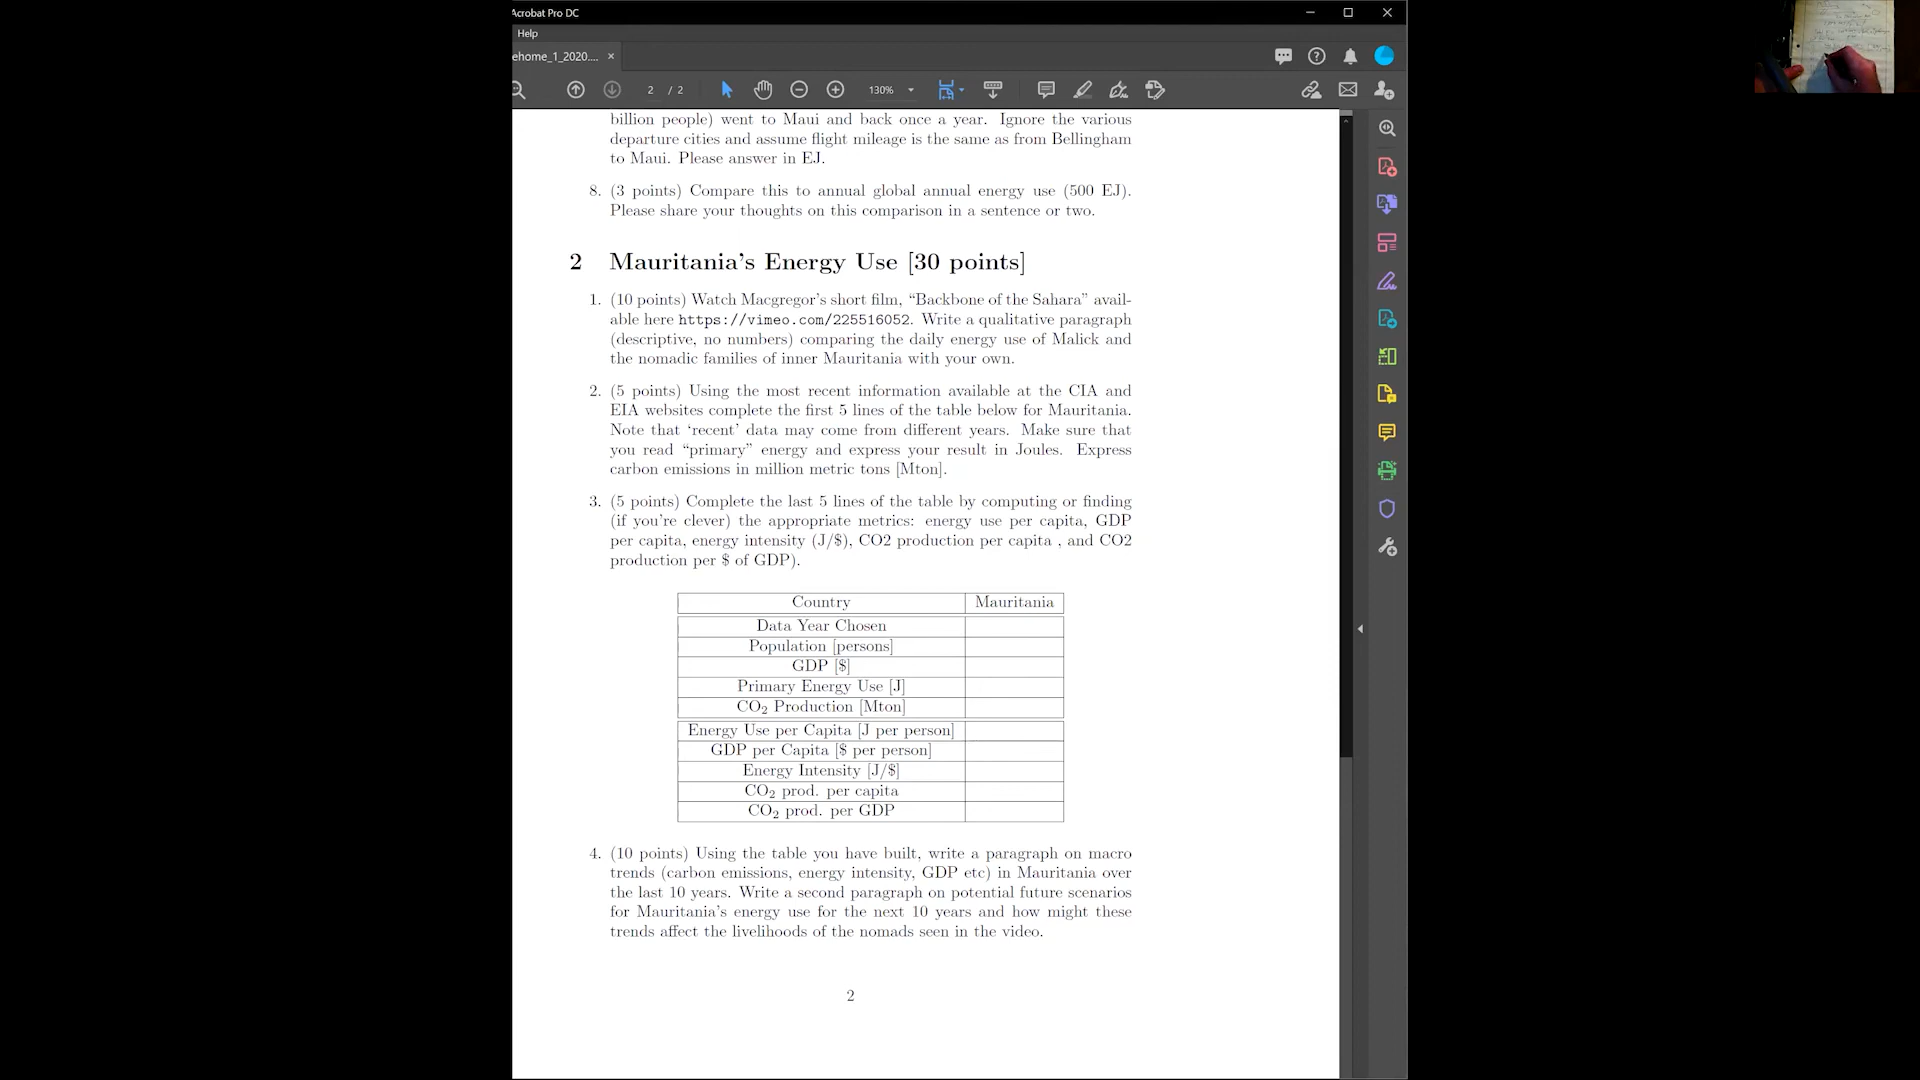 Acrobat Pro DC
Help
ehome_1_2020.... ×
2 / 2 130%
billion people) went to Maui and back once a year. Ignore the various
departure cities and assume flight mileage is the same as from Bellingham
to Maui. Please answer in EJ.
8. (3 points) Compare this to annual global annual energy use (500 EJ).
Please share your thoughts on this comparison in a sentence or two.
2 Mauritania's Energy Use [30 points]
1. (10 points) Watch Macgregor's short film, “Backbone of the Sahara” avail-
able here https://vimeo.com/225516052. Write a qualitative paragraph
(descriptive, no numbers) comparing the daily energy use of Malick and
the nomadic families of inner Mauritania with your own.
2. (5 points) Using the most recent information available at the CIA and
EIA websites complete the first 5 lines of the table below for Mauritania.
Note that ‘recent’ data may come from different years. Make sure that
you read “primary” energy and express your result in Joules. Express
carbon emissions in million metric tons [Mton].
3. (5 points) Complete the last 5 lines of the table by computing or finding
(if you're clever) the appropriate metrics: energy use per capita, GDP
per capita, energy intensity (J/$), CO2 production per capita , and CO2
production per $ of GDP).
Country Mauritania
Data Year Chosen
Population [persons]
GDP [$]
Primary Energy Use [J]
CO₂ Production [Mton]
Energy Use per Capita [J per person]
GDP per Capita [$ per person]
Energy Intensity [J/$]
CO₂ prod. per capita
CO₂ prod. per GDP
4. (10 points) Using the table you have built, write a paragraph on macro
trends (carbon emissions, energy intensity, GDP etc) in Mauritania over
the last 10 years. Write a second paragraph on potential future scenarios
for Mauritania's energy use for the next 10 years and how might these
trends affect the livelihoods of the nomads seen in the video.
2